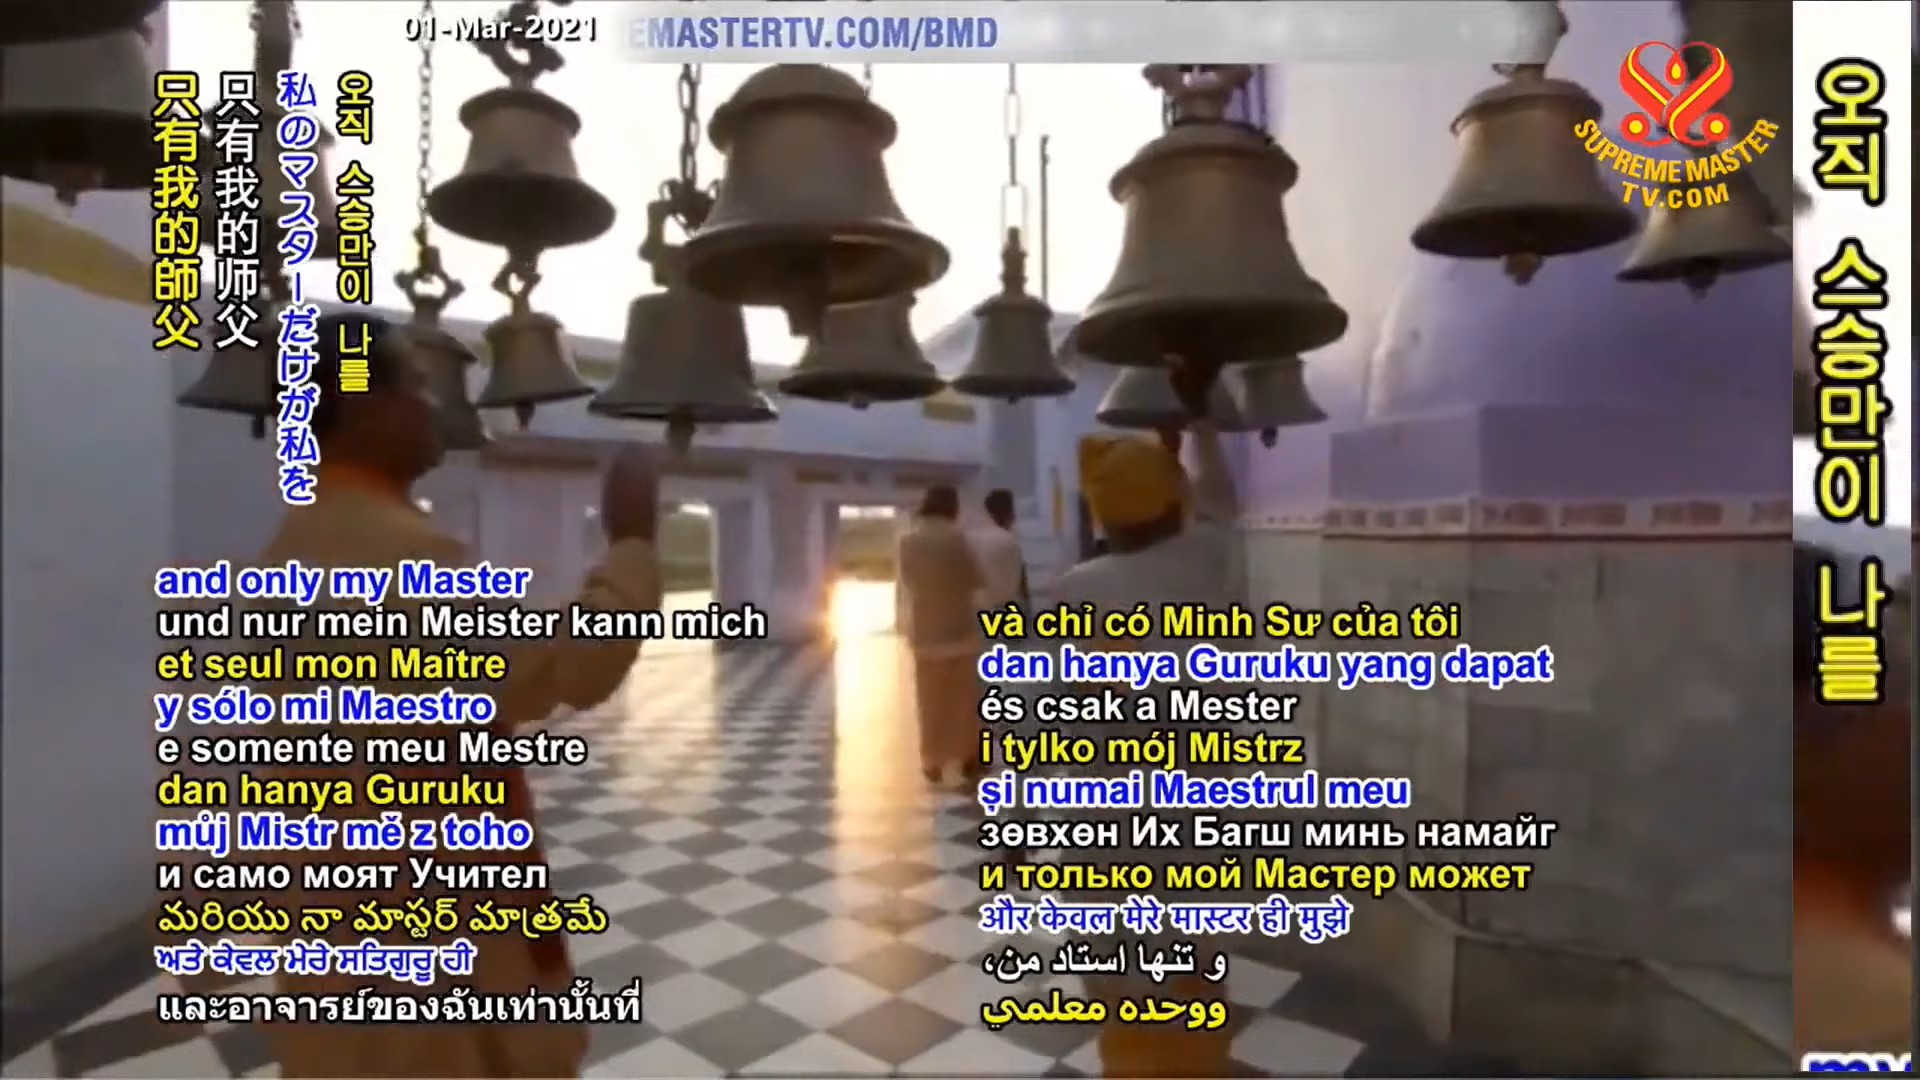 01-Mar-2021
EMASTERTV.COM/BMD
SUPREME MASTER
TV.COM
오직 스승만이 나를
私のマスターだけが私を
只有我的师父
只有我的師父
and only my Master
und nur mein Meister kann mich
et seul mon Maître
y sólo mi Maestro
e somente meu Mestre
dan hanya Guruku
můj Mistr mě z toho
и само моят Учител
మరియు నా మాస్టర్ మాత్రమే
ਅਤੇ ਕੇਵਲ ਮੇਰੇ ਸਤਿਗੁਰੂ ਹੀ
และอาจารย์ของฉันเท่านั้นที่
và chỉ có Minh Sư của tôi
dan hanya Guruku yang dapat
és csak a Mester
i tylko mój Mistrz
și numai Maestrul meu
зөвхөн Их Багш минь намайг
и только мой Мастер может
और केवल मेरे मास्टर ही मुझे
و تنها استاد من،
ووحده معلمي
오직 스승만이 나를